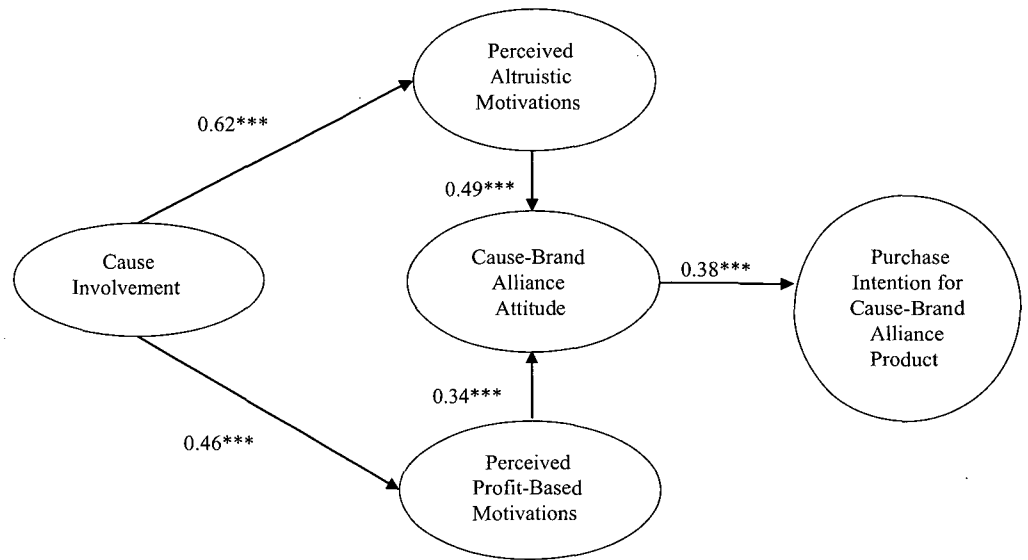 Perceived
Altruistic
Motivations
0.62***
0.49***
Cause
Involvement
Cause-Brand
Alliance
Attitude
0.38***
Purchase
Intention for
Cause-Brand
Alliance
Product
0.34***
0.46***
Perceived
Profit-Based
Motivations